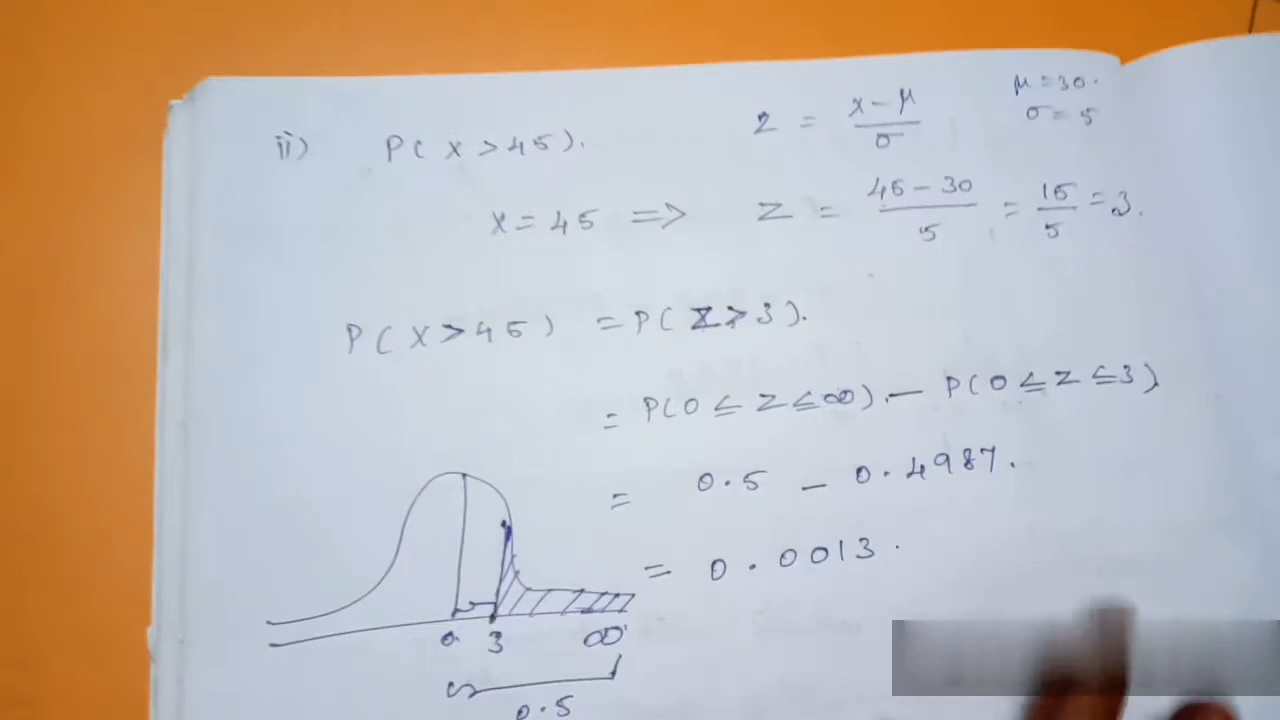 ii) P(X>45). z = x-μ/σ μ=30.
σ=5
x=45 => Z = 45-30/5 = 15/5 = 3.
P(X>45) = P(Z>3).
= P(0≤Z≤∞). - P(0≤Z≤3)
= 0.5 - 0.4987.
= 0.0013.
0 3 ∞
0.5